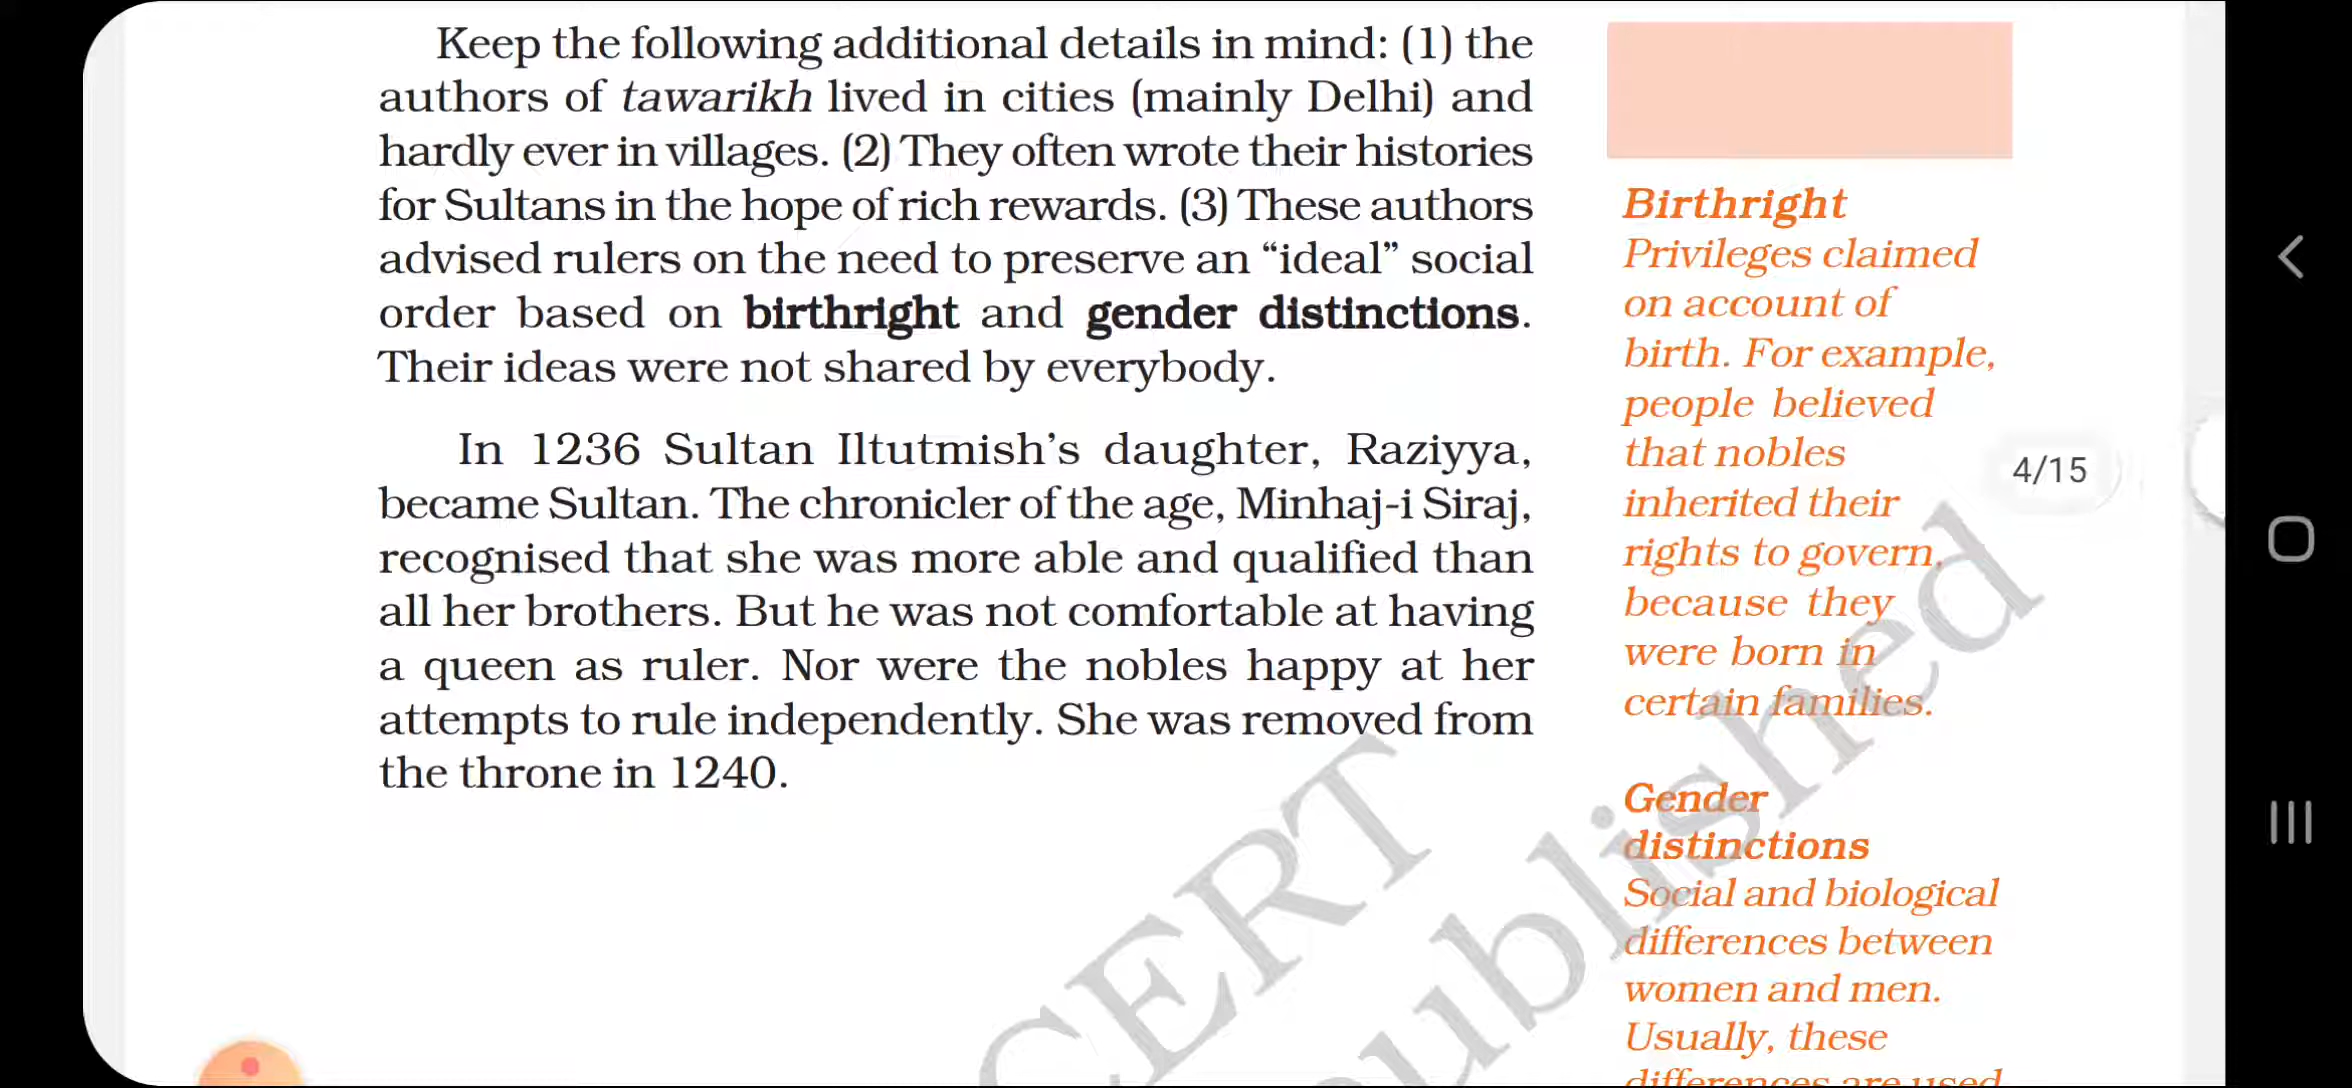 Keep the following additional details in mind: (1) the
authors of tawarikh lived in cities (mainly Delhi) and
hardly ever in villages. (2) They often wrote their histories
for Sultans in the hope of rich rewards. (3) These authors
advised rulers on the need to preserve an “ideal” social
order based on birthright and gender distinctions.
Their ideas were not shared by everybody.
In 1236 Sultan Iltutmish’s daughter, Raziyya,
became Sultan. The chronicler of the age, Minhaj-i Siraj,
recognised that she was more able and qualified than
all her brothers. But he was not comfortable at having
a queen as ruler. Nor were the nobles happy at her
attempts to rule independently. She was removed from
the throne in 1240.
Birthright
Privileges claimed
on account of
birth. For example,
people believed
that nobles
inherited their
rights to govern,
because they
were born in
certain families.
Gender
distinctions
Social and biological
differences between
women and men.
Usually, these
differences are used
4/15
CERT
ublished